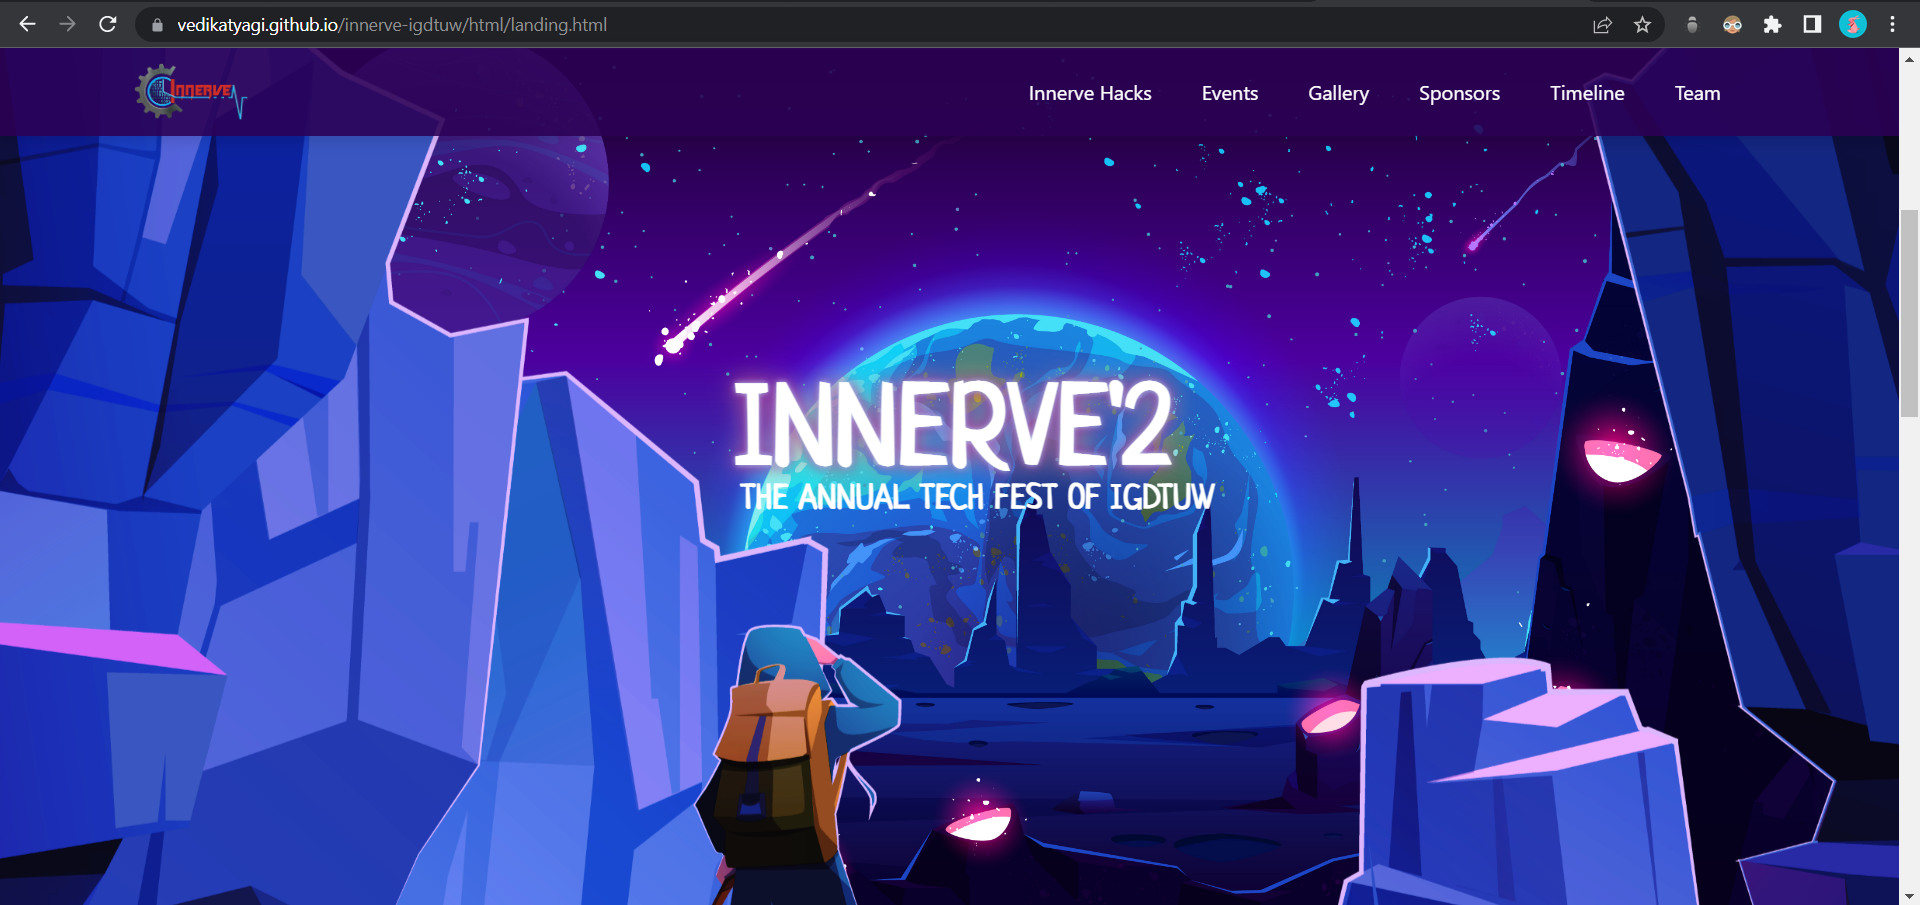 vedikatyagi.github.io/innerve-igdtuw/html/landing.html
INNERVE
Innerve Hacks Events Gallery Sponsors Timeline Team
INNERVE'2
THE ANNUAL TECH FEST OF IGDTUW